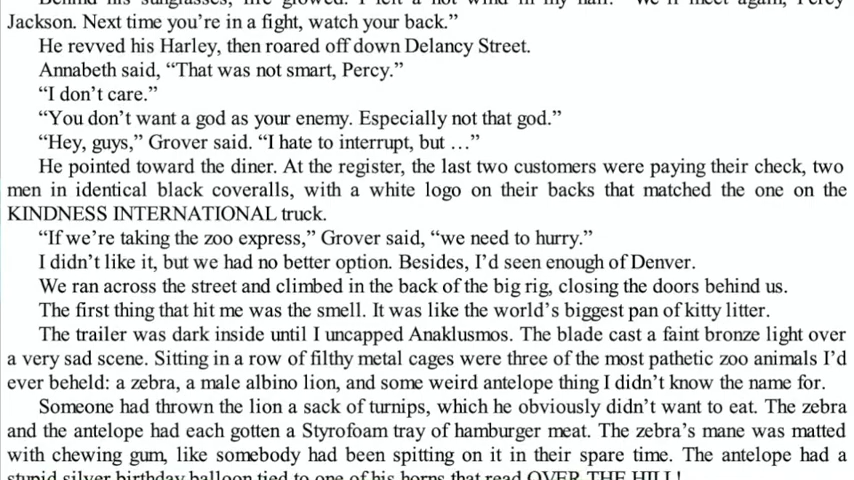 Behind his sunglasses, fire glowed. I felt a hot wind in my hair. “We’ll meet again, Percy
Jackson. Next time you’re in a fight, watch your back.”
He revved his Harley, then roared off down Delancy Street.
Annabeth said, “That was not smart, Percy.”
“I don’t care.”
“You don’t want a god as your enemy. Especially not that god.”
“Hey, guys,” Grover said. “I hate to interrupt, but …”
He pointed toward the diner. At the register, the last two customers were paying their check, two
men in identical black coveralls, with a white logo on their backs that matched the one on the
KINDNESS INTERNATIONAL truck.
“If we’re taking the zoo express,” Grover said, “we need to hurry.”
I didn’t like it, but we had no better option. Besides, I’d seen enough of Denver.
We ran across the street and climbed in the back of the big rig, closing the doors behind us.
The first thing that hit me was the smell. It was like the world’s biggest pan of kitty litter.
The trailer was dark inside until I uncapped Anaklusmos. The blade cast a faint bronze light over
a very sad scene. Sitting in a row of filthy metal cages were three of the most pathetic zoo animals I’d
ever beheld: a zebra, a male albino lion, and some weird antelope thing I didn’t know the name for.
Someone had thrown the lion a sack of turnips, which he obviously didn’t want to eat. The zebra
and the antelope had each gotten a Styrofoam tray of hamburger meat. The zebra’s mane was matted
with chewing gum, like somebody had been spitting on it in their spare time. The antelope had a
stupid silver birthday balloon tied to one of his horns that read OVER THE HILL!